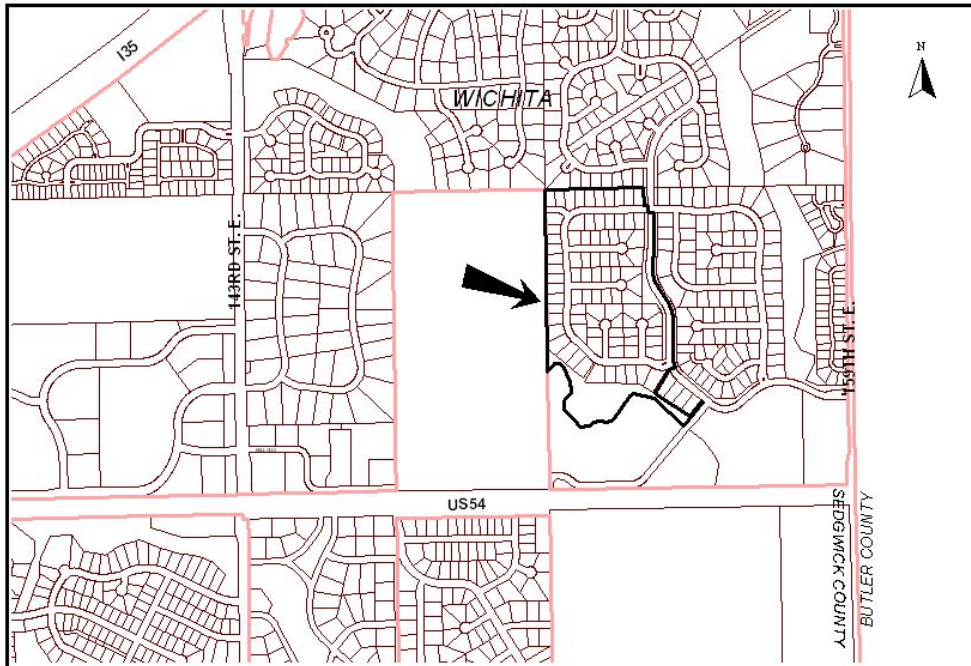 I35
N
WICHITA
143RD ST. E.
159TH ST. E.
US54
SEDGWICK COUNTY
BUTLER COUNTY